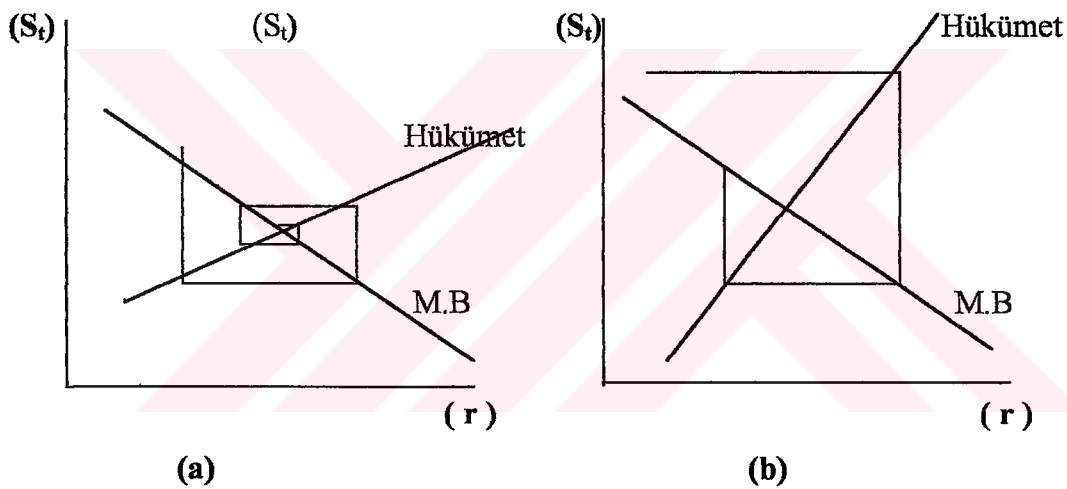 (Sₜ)
(Sₜ)
Hükümet
M.B
( r )
(a)
(Sₜ)
Hükümet
M.B
( r )
(b)